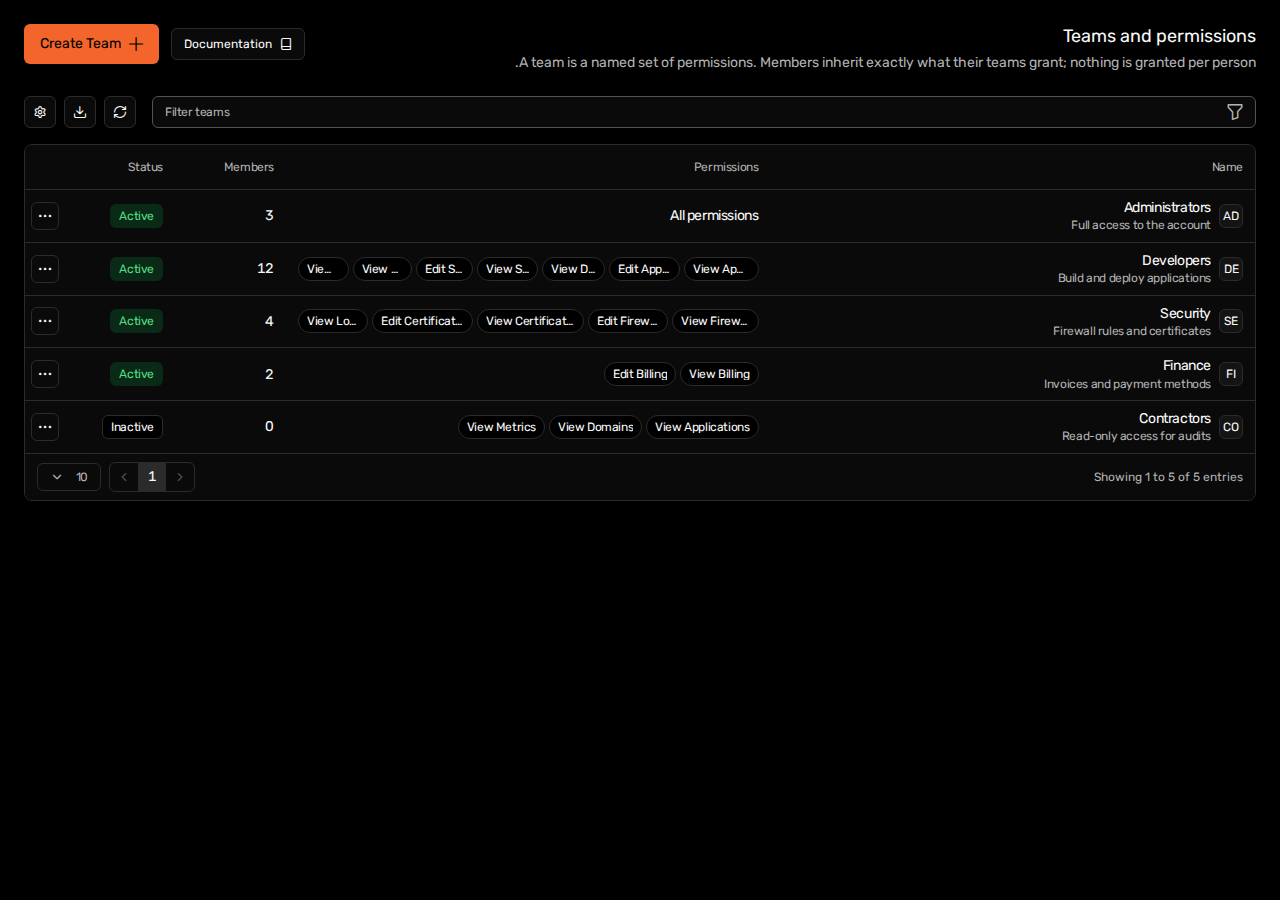 Teams and permissions
.A team is a named set of permissions. Members inherit exactly what their teams grant; nothing is granted per person
Documentation
Create Team
Filter teams
Name Permissions Members Status
AD Administrators All permissions 3 Active
Full access to the account
DE Developers View Ap... Edit App... View D... View S... Edit S... View ... Vie... 12 Active
Build and deploy applications
SE Security View Firew... Edit Firew... View Certificat... Edit Certificat... View Lo... 4 Active
Firewall rules and certificates
FI Finance View Billing Edit Billing 2 Active
Invoices and payment methods
CO Contractors View Applications View Domains View Metrics 0 Inactive
Read-only access for audits
Showing 1 to 5 of 5 entries 1 10